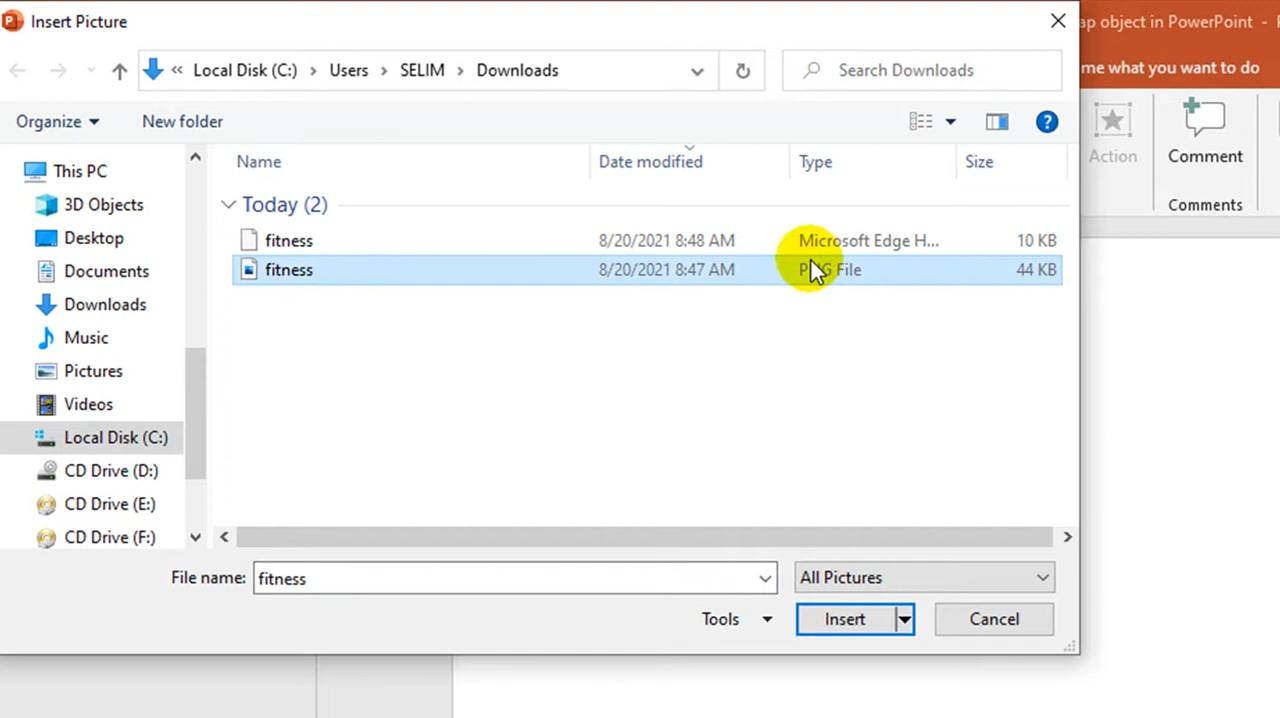 Insert Picture
ap object in PowerPoint -
Local Disk (C:) Users SELIM Downloads
Search Downloads
me what you want to do
Organize
New folder
Action
Comment
Comments
This PC
3D Objects
Desktop
Documents
Downloads
Music
Pictures
Videos
Local Disk (C:)
CD Drive (D:)
CD Drive (E:)
CD Drive (F:)
Name Date modified Type Size
Today (2)
fitness 8/20/2021 8:48 AM Microsoft Edge H... 10 KB
fitness 8/20/2021 8:47 AM PNG File 44 KB
File name: fitness
All Pictures
Tools
Insert
Cancel